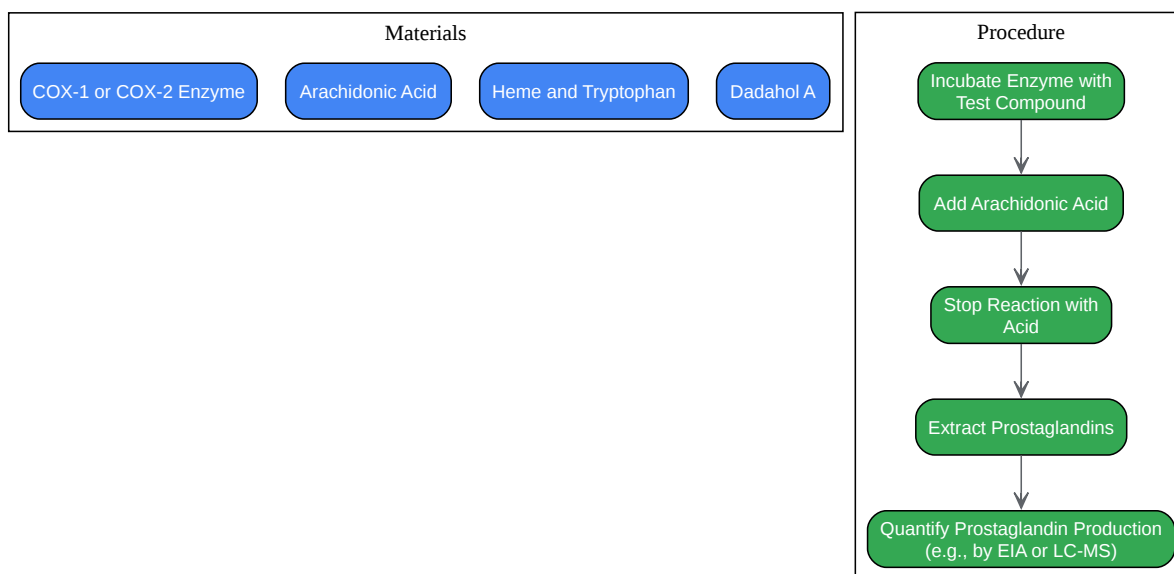 Materials
COX-1 or COX-2 Enzyme
Arachidonic Acid
Heme and Tryptophan
Dadahol A
Procedure
Incubate Enzyme with
Test Compound
Add Arachidonic Acid
Stop Reaction with
Acid
Extract Prostaglandins
Quantify Prostaglandin Production
(e.g., by EIA or LC-MS)